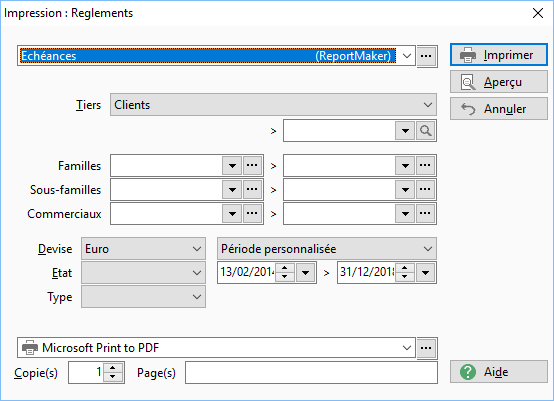 Impression : Reglements
Echéances (ReportMaker) ...
Imprimer
Aperçu
Annuler
Tiers Clients
>
Familles ... > ...
Sous-familles ... > ...
Commerciaux ... > ...
Devise Euro Période personnalisée
Etat 13/02/2014 > 31/12/2018
Type
Microsoft Print to PDF ...
Copie(s) 1 Page(s)
Aide